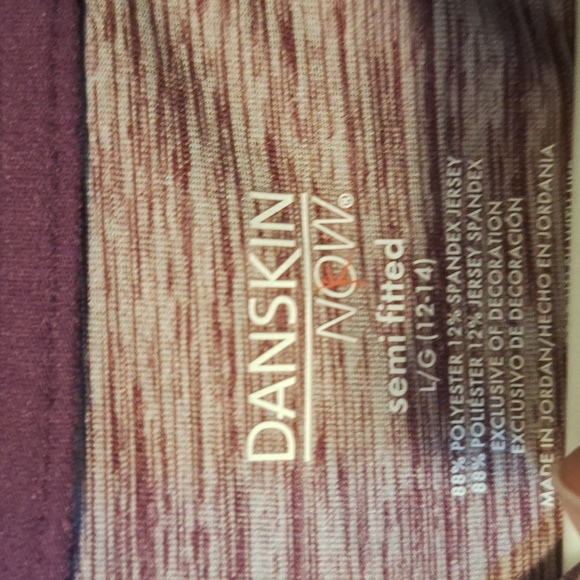 DANSKIN
NOW®
semi fitted
L/G (12-14)
88% POLYESTER 12% SPANDEX JERSEY
88% POLIESTER 12% JERSEY SPANDEX
EXCLUSIVE OF DECORATION
EXCLUSIVO DE DECORACIÓN
MADE IN JORDAN/HECHO EN JORDANIA